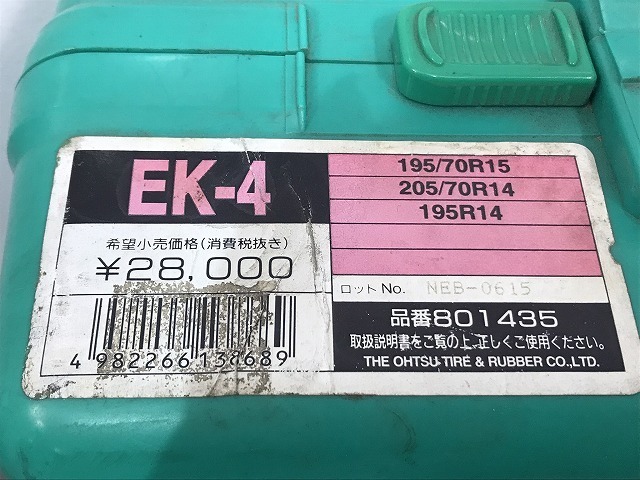 EK-4
希望小売価格(消費税抜き)
¥28,000
4 982266 138689
195/70R15
205/70R14
195R14
ロット No. NEB-0615
品番801435
取扱説明書をご覧の上、正しくご使用ください。
THE OHTSU TIRE & RUBBER CO.,LTD.